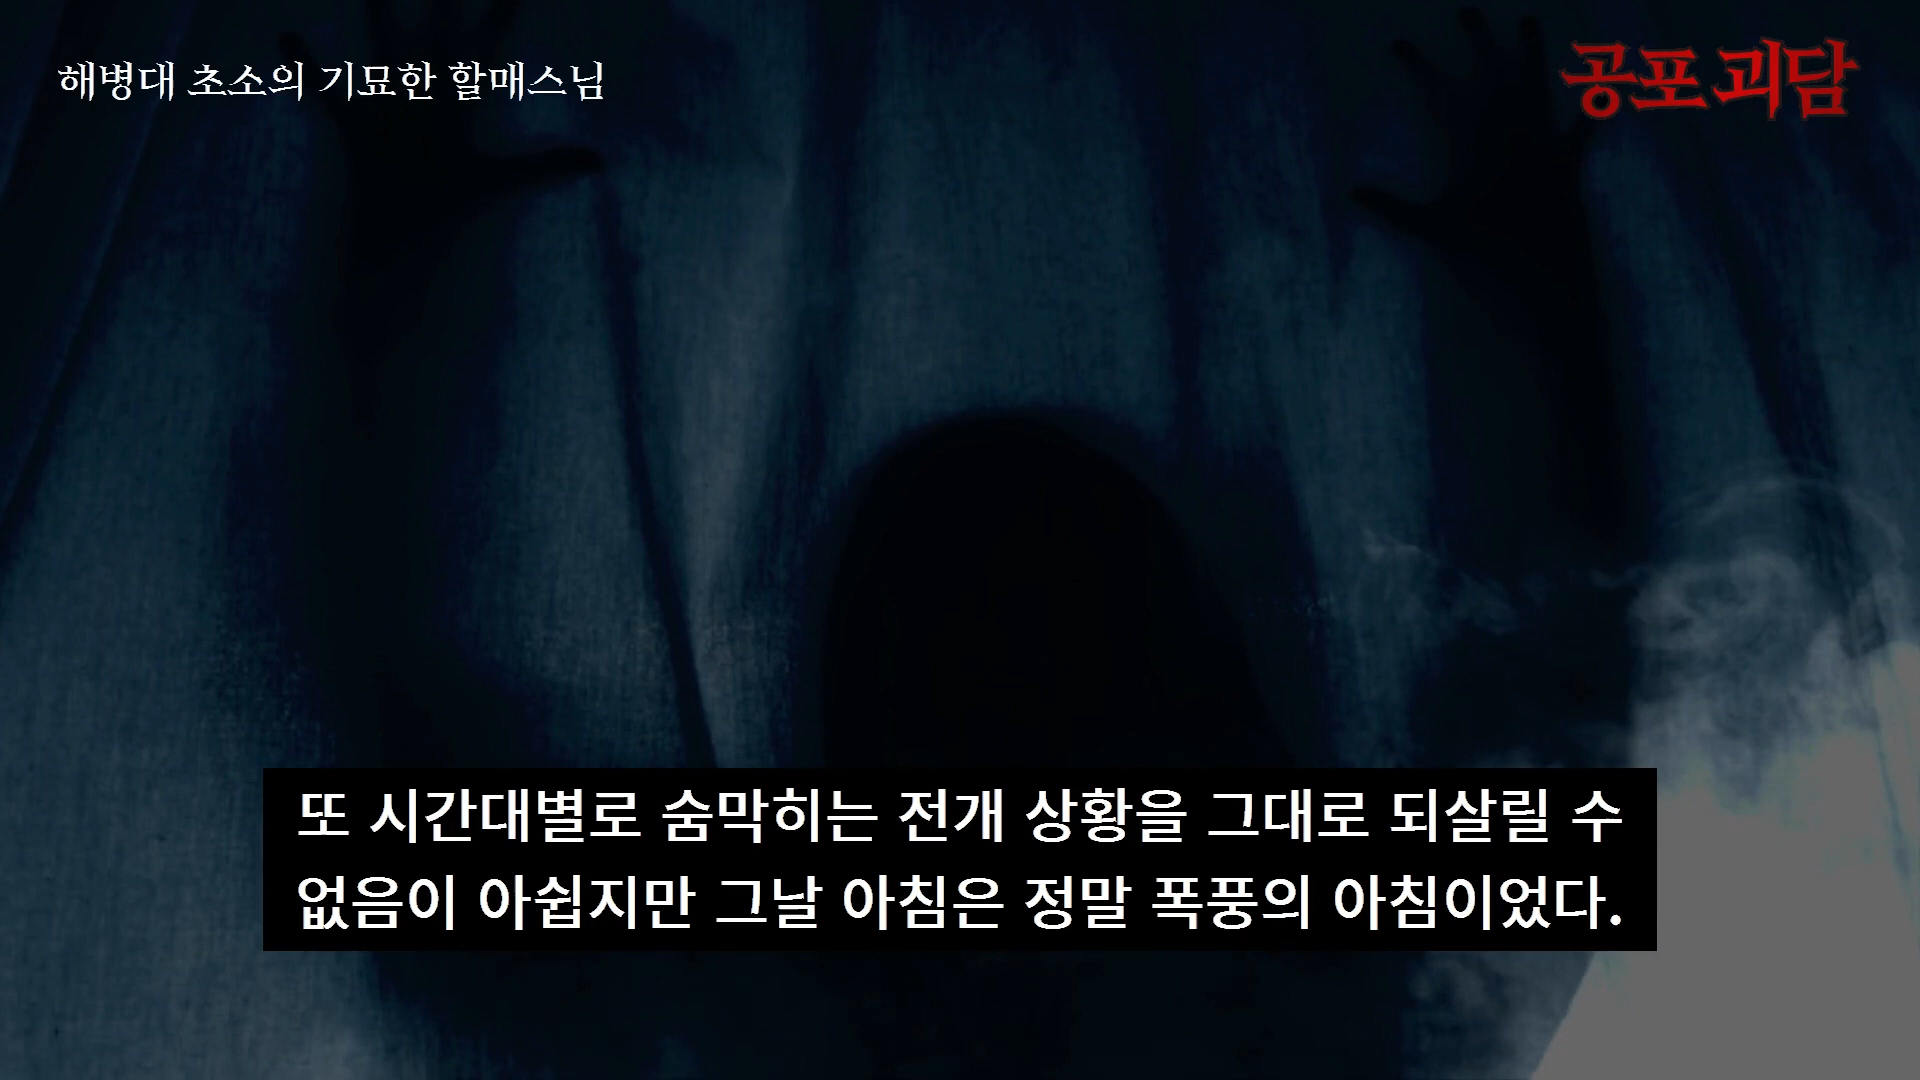 해병대 초소의 기묘한 할매스님
공포괴담
또 시간대별로 숨막히는 전개 상황을 그대로 되살릴 수
없음이 아쉽지만 그날 아침은 정말 폭풍의 아침이었다.